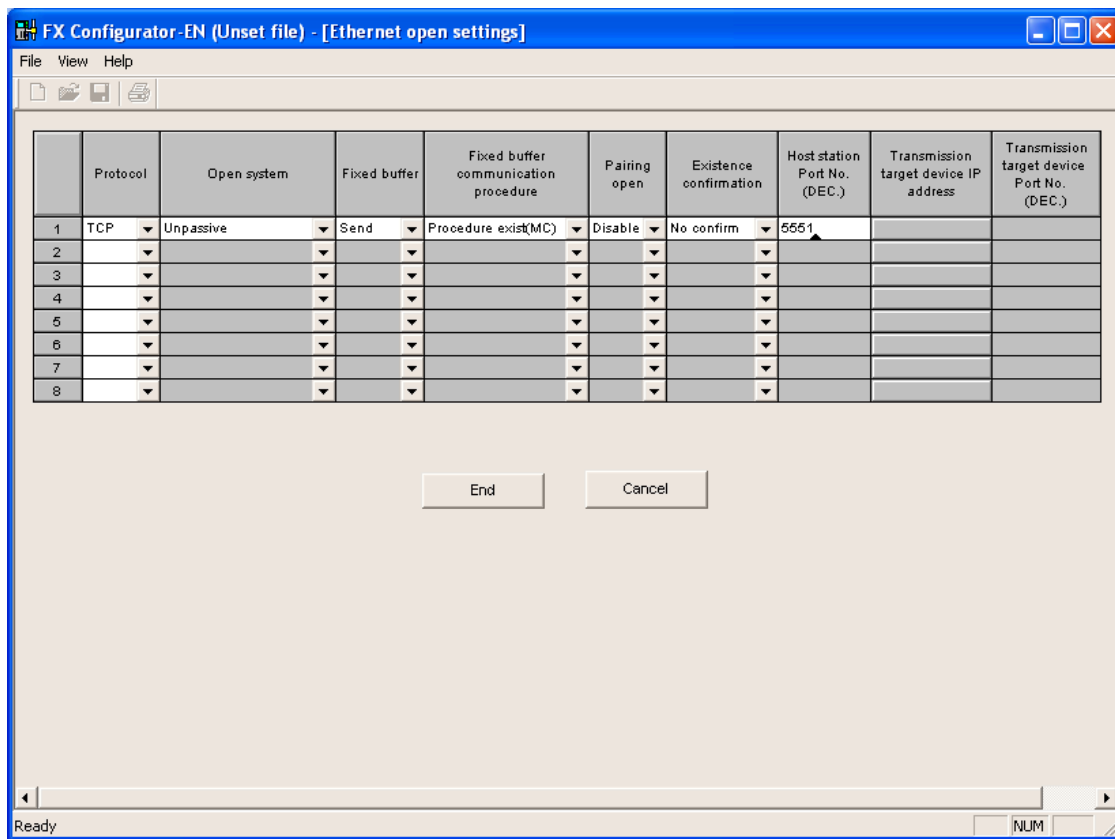 FX Configurator-EN (Unset file) - [Ethernet open settings]
File View Help
Protocol
Open system
Fixed buffer
Fixed buffer
communication
procedure
Pairing
open
Existence
confirmation
Host station
Port No.
(DEC.)
Transmission
target device IP
address
Transmission
target device
Port No.
(DEC.)
1 TCP Unpassive Send Procedure exist(MC) Disable No confirm 5551
2
3
4
5
6
7
8
End Cancel
Ready NUM